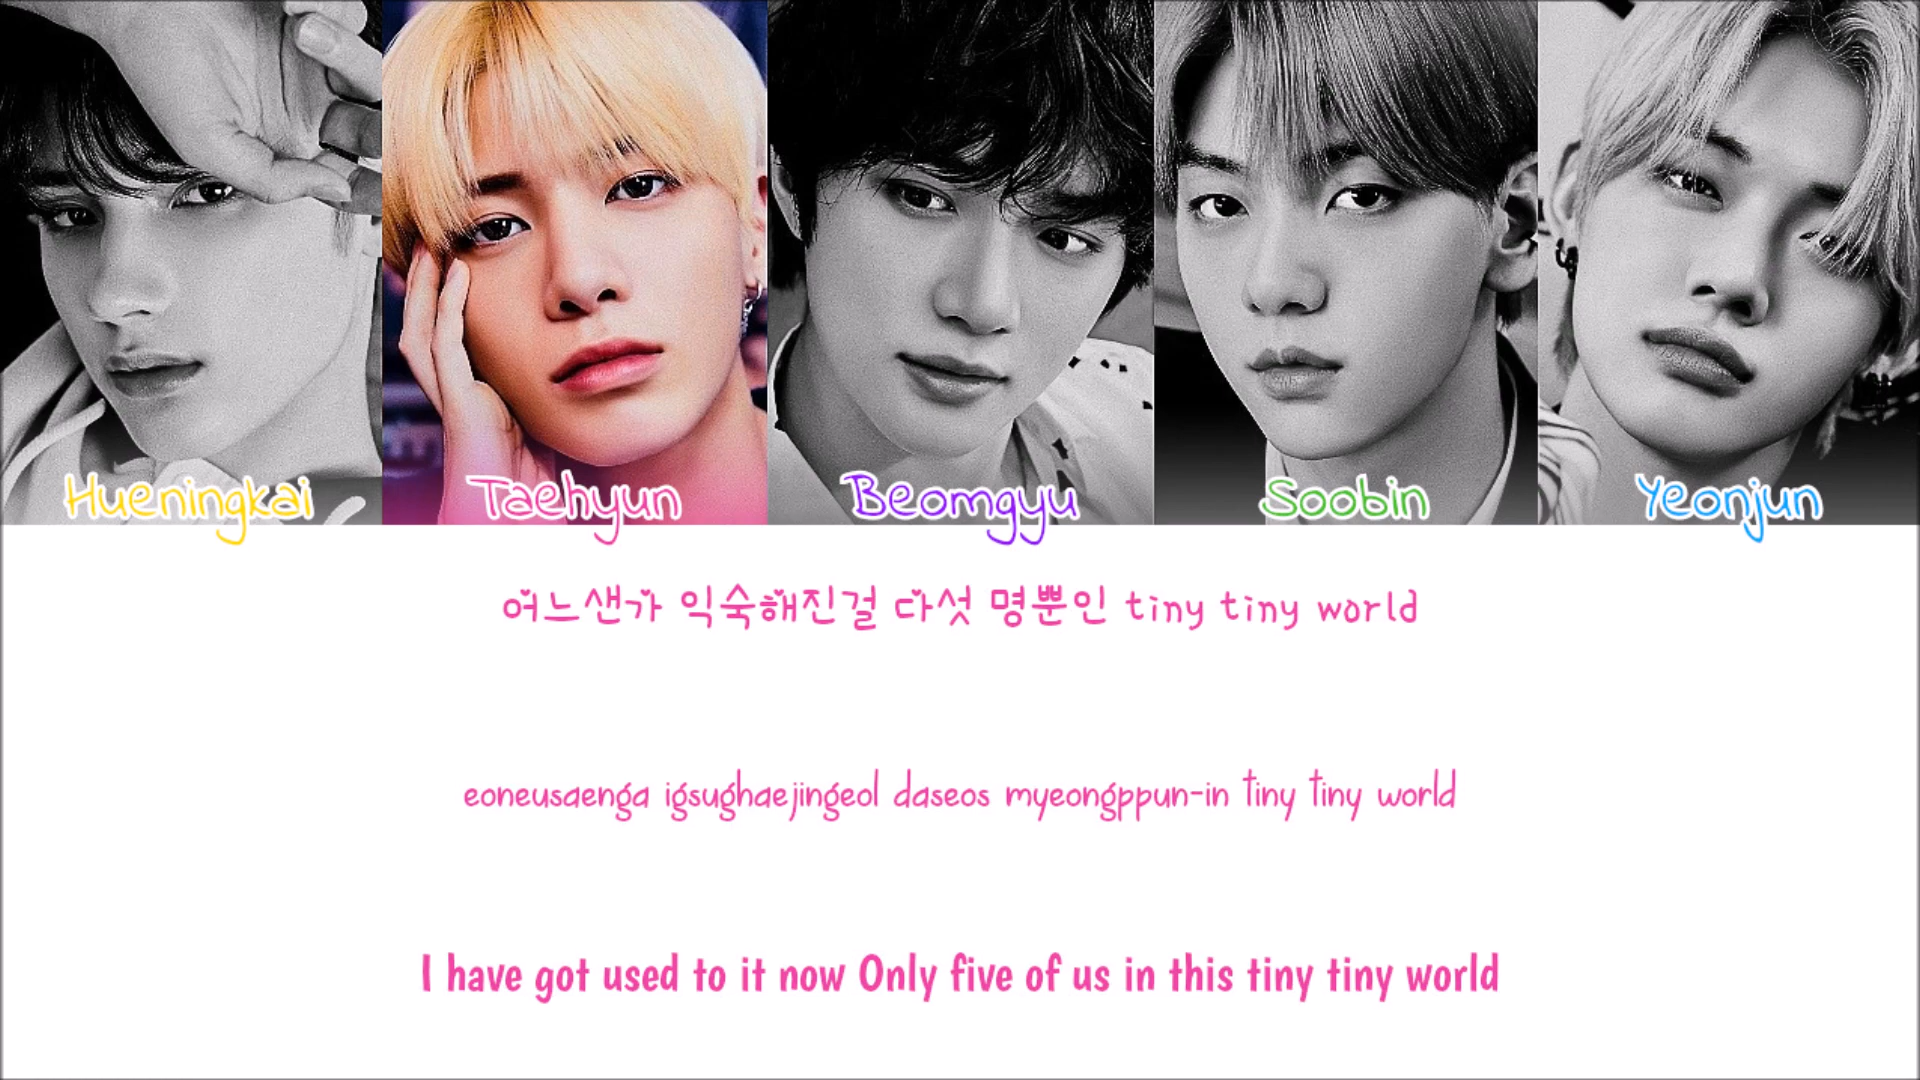 Hueningkai Taehyun Beomgyu Soobin Yeonjun
어느샌가 익숙해진걸 다섯 명뿐인 tiny tiny world
eoneusaenga igsughaejingeol daseos myeongppun-in tiny tiny world
I have got used to it now Only five of us in this tiny tiny world